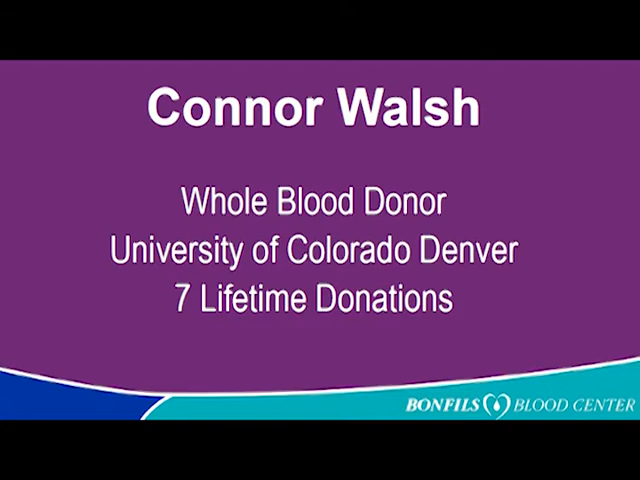 Connor Walsh
Whole Blood Donor
University of Colorado Denver
7 Lifetime Donations
BONFILS BLOOD CENTER